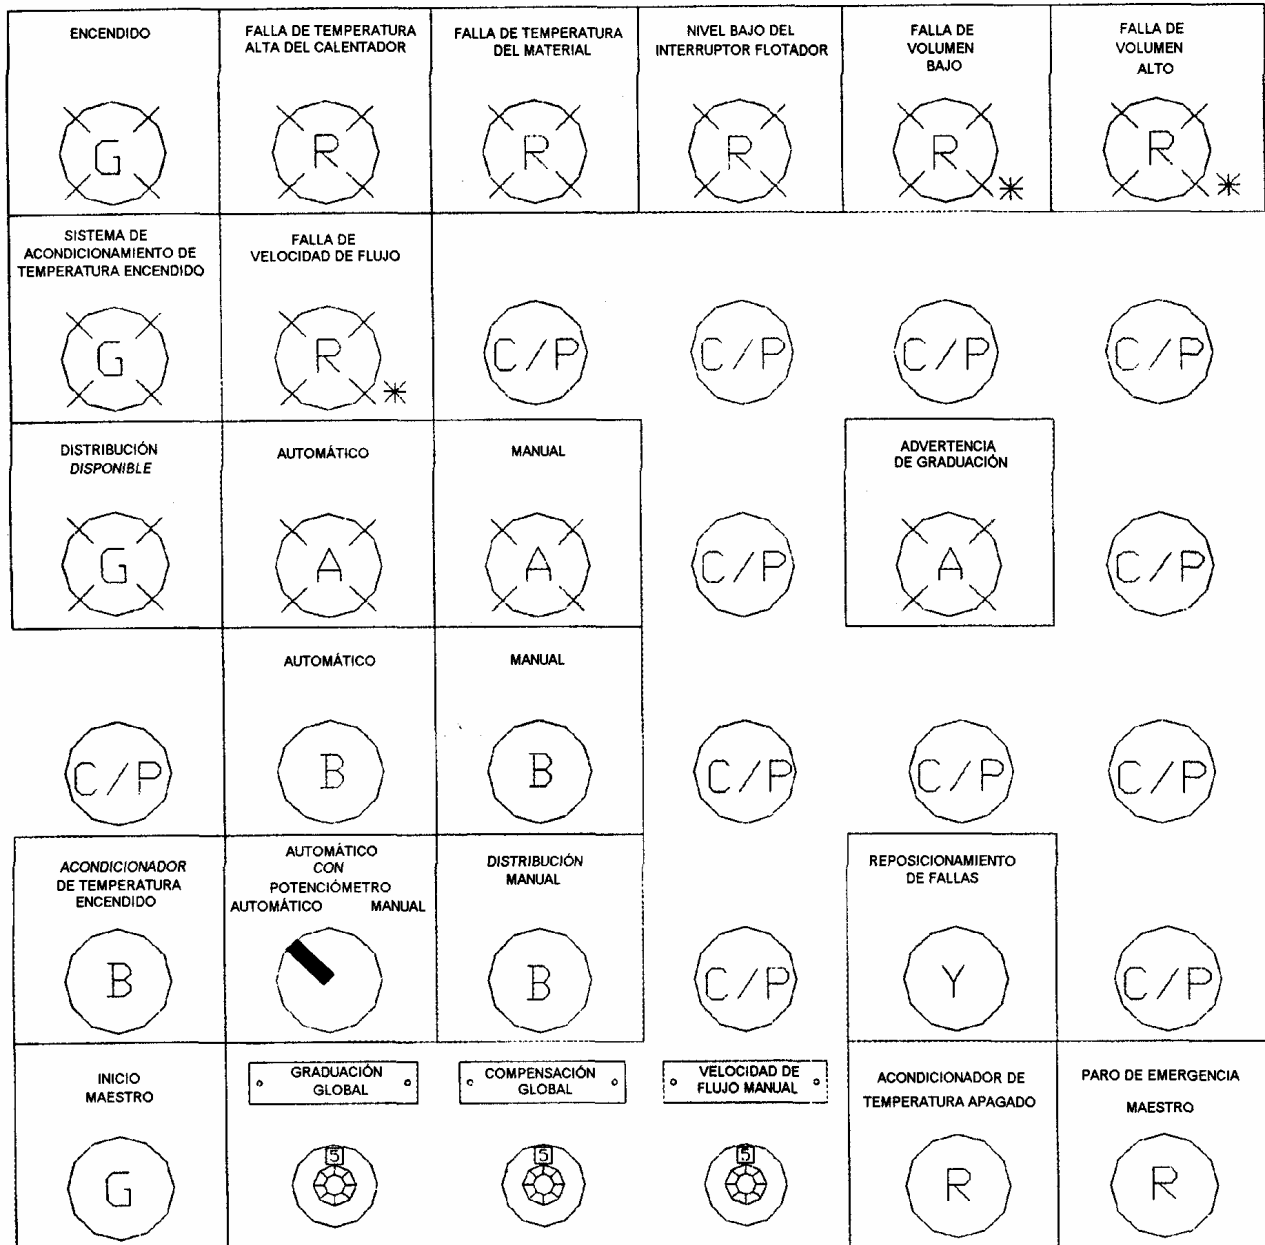 ENCENDIDO
FALLA DE TEMPERATURA
ALTA DEL CALENTADOR
FALLA DE TEMPERATURA
DEL MATERIAL
NIVEL BAJO DEL
INTERRUPTOR FLOTADOR
FALLA DE
VOLUMEN
BAJO
FALLA DE
VOLUMEN
ALTO
G
R
R
R
R
R
SISTEMA DE
ACONDICIONAMIENTO DE
TEMPERATURA ENCENDIDO
FALLA DE
VELOCIDAD DE FLUJO
G
R
C/P
C/P
C/P
C/P
DISTRIBUCIÓN
DISPONIBLE
AUTOMÁTICO
MANUAL
ADVERTENCIA
DE GRADUACIÓN
G
A
A
C/P
A
C/P
AUTOMÁTICO
MANUAL
C/P
B
B
C/P
C/P
C/P
ACONDICIONADOR
DE TEMPERATURA
ENCENDIDO
AUTOMÁTICO
CON
POTENCIÓMETRO
AUTOMÁTICO MANUAL
DISTRIBUCIÓN
MANUAL
REPOSICIONAMIENTO
DE FALLAS
B
B
C/P
Y
C/P
INICIO
MAESTRO
GRADUACIÓN
GLOBAL
COMPENSACIÓN
GLOBAL
VELOCIDAD DE
FLUJO MANUAL
ACONDICIONADOR DE
TEMPERATURA APAGADO
PARO DE EMERGENCIA
MAESTRO
G
5
5
5
R
R